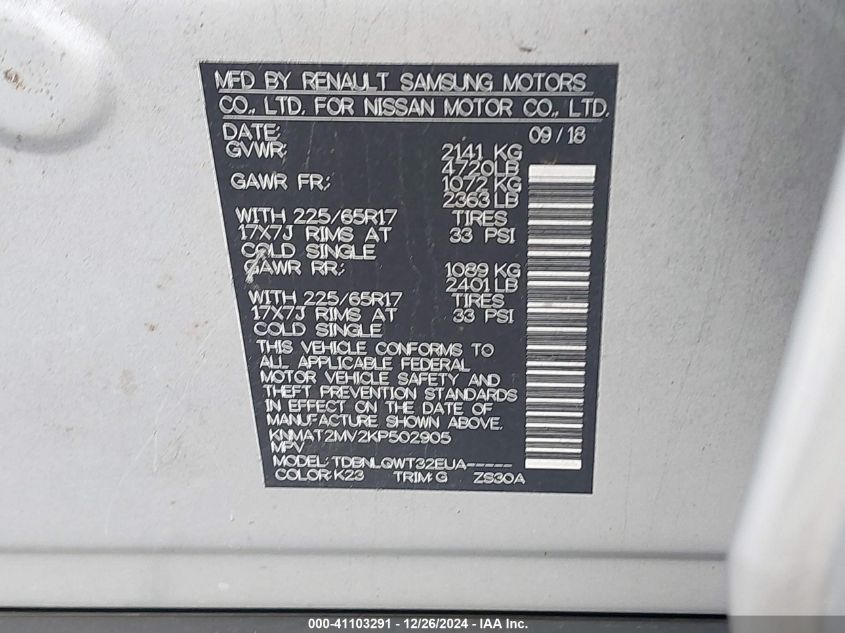 MFD BY RENAULT SAMSUNG MOTORS
CO., LTD. FOR NISSAN MOTOR CO., LTD.
DATE: 09/18
GVWR: 2141 KG
4720LB
GAWR FR: 1072 KG
2363 LB
WITH 225/65R17 TIRES
17X7J RIMS AT 33 PSI
COLD SINGLE
GAWR RR: 1089 KG
2401LB
WITH 225/65R17 TIRES
17X7J RIMS AT 33 PSI
COLD SINGLE
THIS VEHICLE CONFORMS TO
ALL APPLICABLE FEDERAL
MOTOR VEHICLE SAFETY AND
THEFT PREVENTION STANDARDS
IN EFFECT ON THE DATE OF
MANUFACTURE SHOWN ABOVE.
KNMAT2MV2KP502905
MPV
MODEL: TDBNLQWT32EUA-----
COLOR:K23 TRIM:G ZS30A
000-41103291 - 12/26/2024 - IAA Inc.